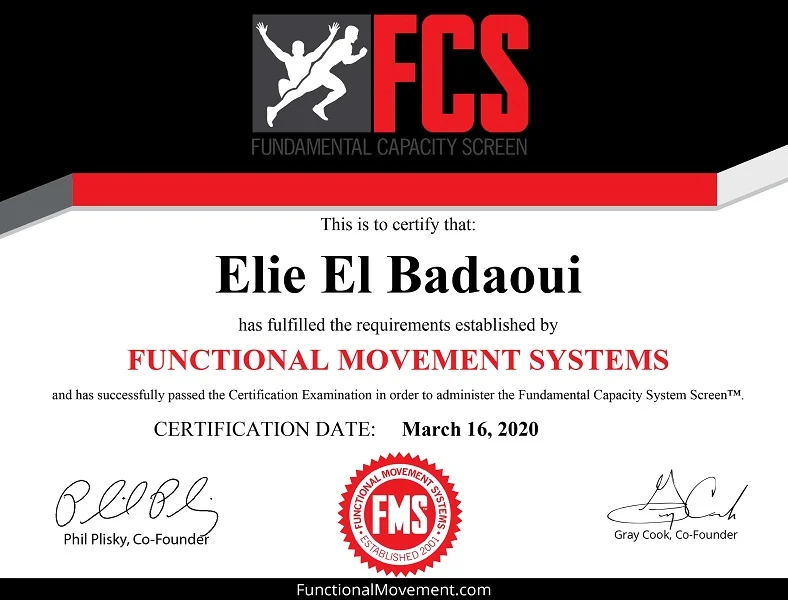 FCS
FUNDAMENTAL CAPACITY SCREEN
This is to certify that:
Elie El Badaoui
has fulfilled the requirements established by
FUNCTIONAL MOVEMENT SYSTEMS
and has successfully passed the Certification Examination in order to administer the Fundamental Capacity System Screen™.
CERTIFICATION DATE: March 16, 2020
FUNCTIONAL MOVEMENT SYSTEMS
FMS
• ESTABLISHED 2001 •
Phil Plisky, Co-Founder
Gray Cook, Co-Founder
FunctionalMovement.com